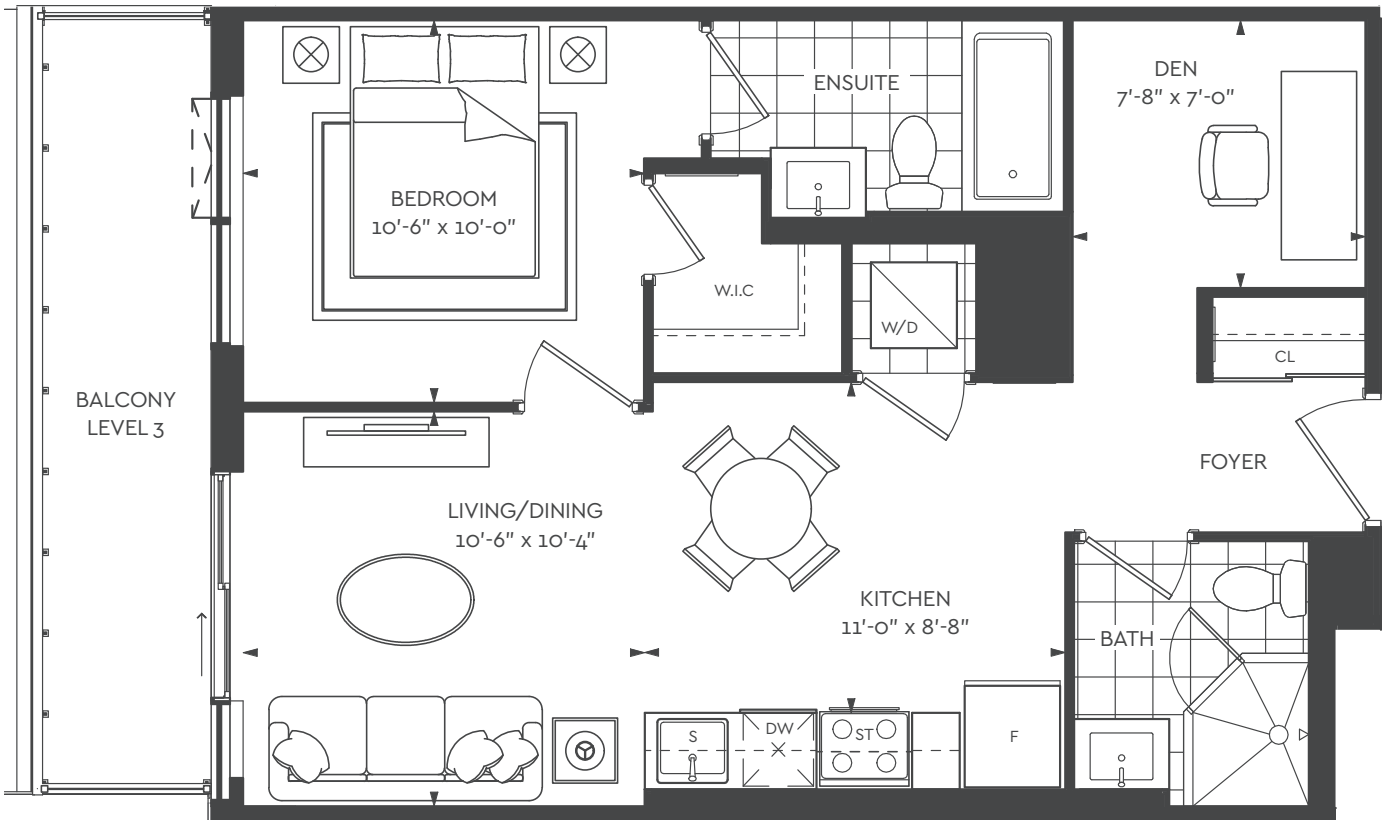 ENSUITE
DEN
7'-8" x 7'-0"
BEDROOM
10'-6" x 10'-0"
W.I.C
W/D
CL
BALCONY
LEVEL 3
FOYER
LIVING/DINING
10'-6" x 10'-4"
KITCHEN
11'-0" x 8'-8"
BATH
S
DW
ST
F